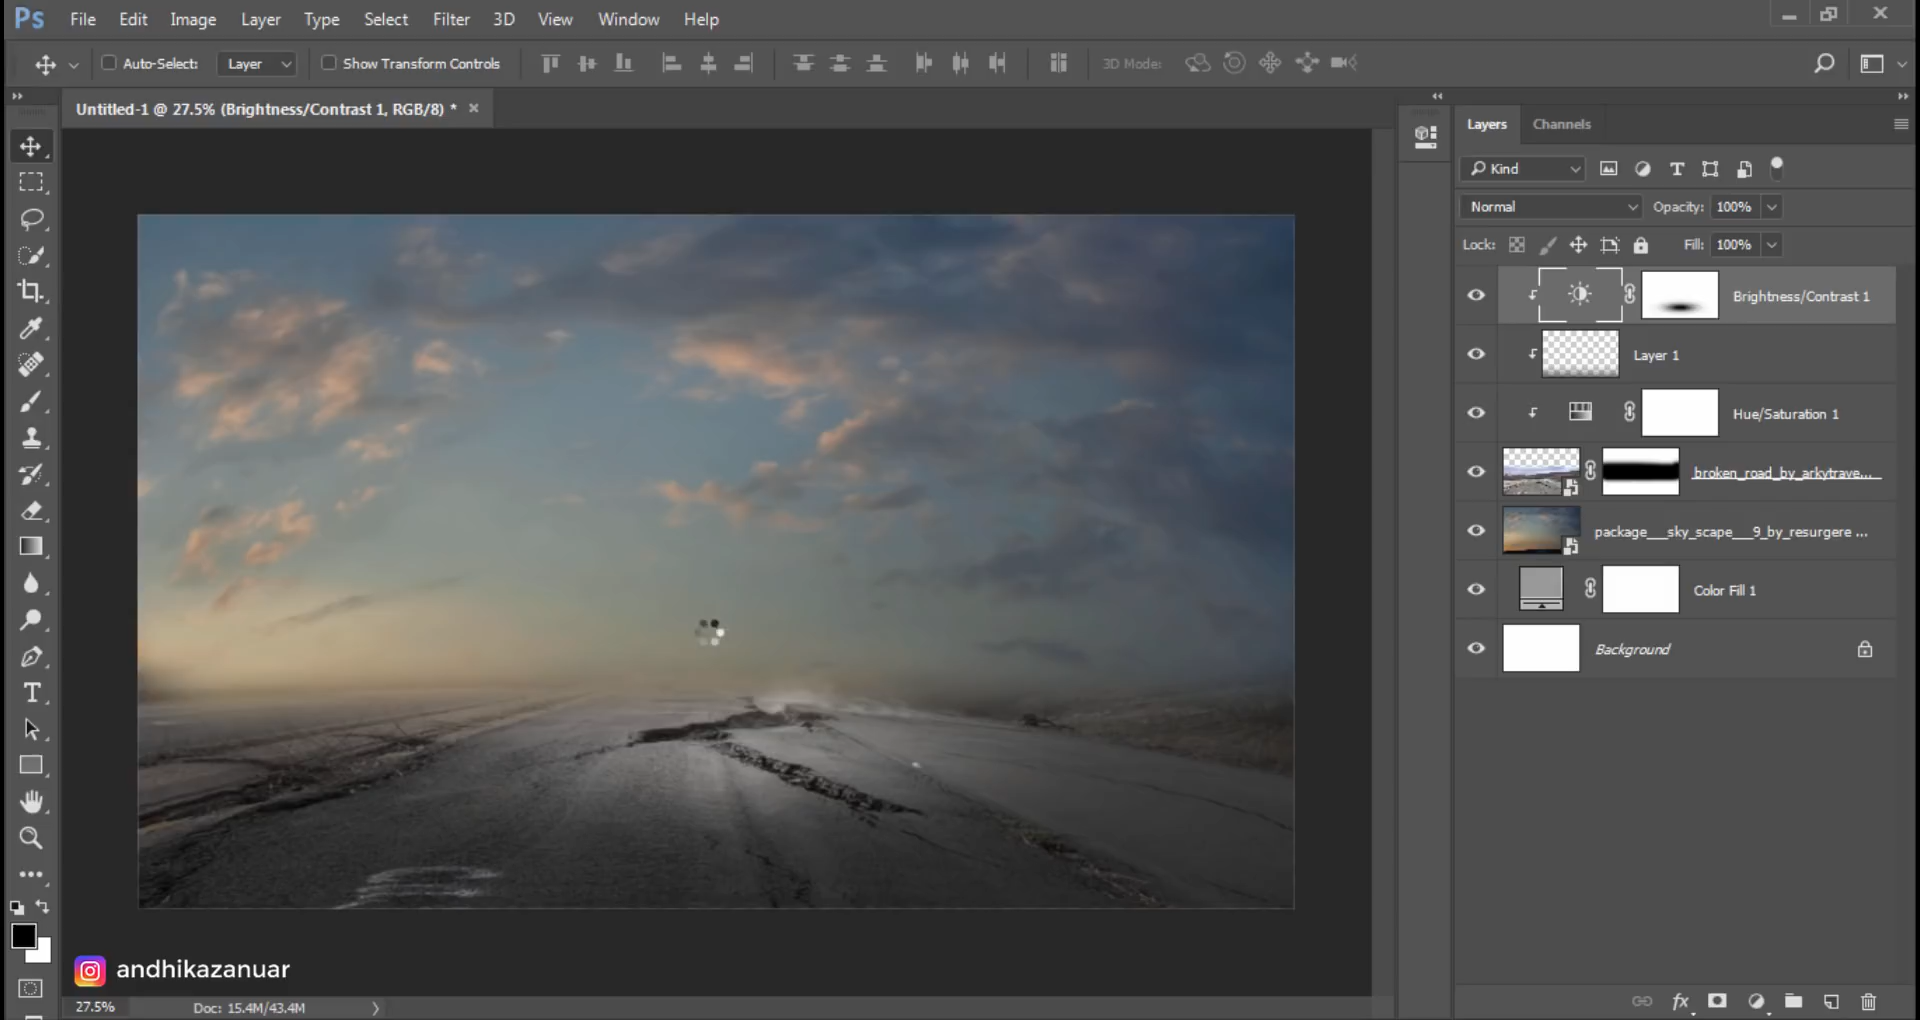 Ps File Edit Image Layer Type Select Filter 3D View Window Help
Auto-Select: Layer Show Transform Controls 3D Mode:
Untitled-1 @ 27.5% (Brightness/Contrast 1, RGB/8) *
Layers Channels
Kind
Normal Opacity: 100%
Lock: Fill: 100%
Brightness/Contrast 1
Layer 1
Hue/Saturation 1
broken_road_by_arkytrave...
package___sky_scape___9_by_resurgere ...
Color Fill 1
Background
andhikazanuar
27.5% Doc: 15.4M/43.4M
fx